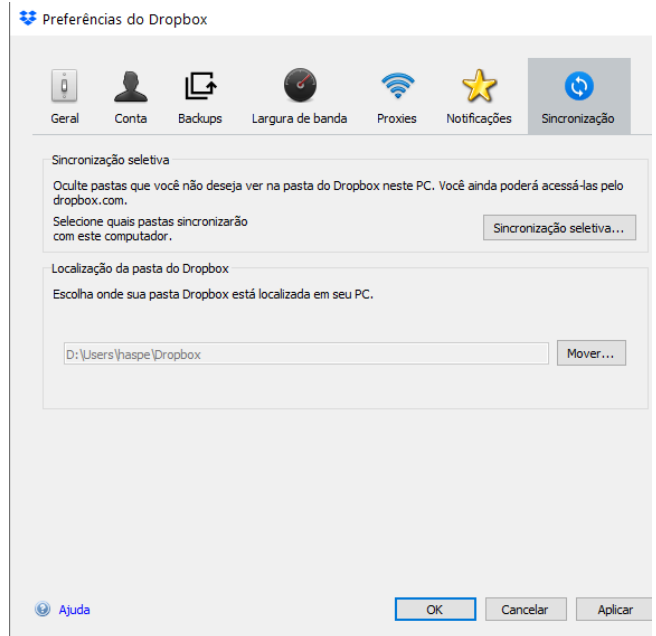 Preferências do Dropbox
Geral Conta Backups Largura de banda Proxies Notificações Sincronização
Sincronização seletiva
Oculte pastas que você não deseja ver na pasta do Dropbox neste PC. Você ainda poderá acessá-las pelo
dropbox.com.
Selecione quais pastas sincronizarão
com este computador.
Sincronização seletiva...
Localização da pasta do Dropbox
Escolha onde sua pasta Dropbox está localizada em seu PC.
D:\Users\haspe\Dropbox
Mover...
Ajuda
OK Cancelar Aplicar